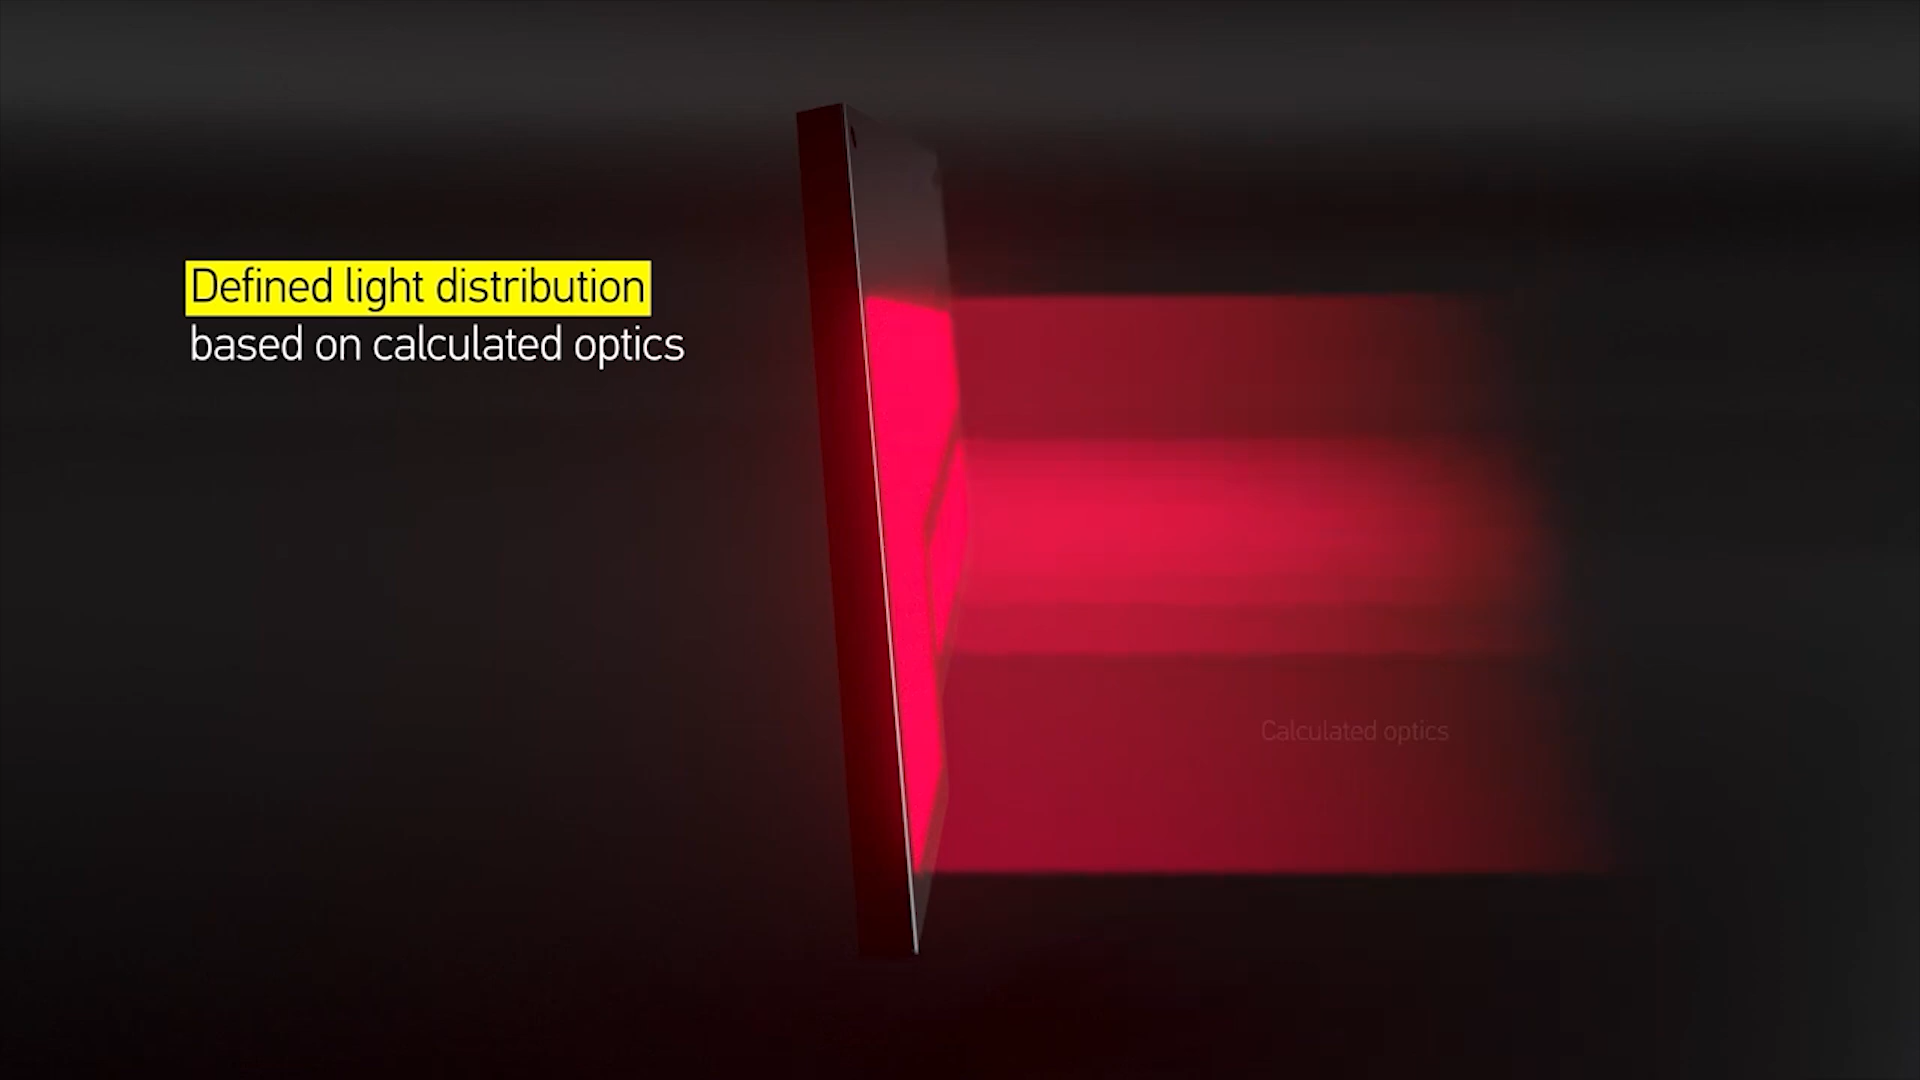 Defined light distribution
based on calculated optics
Calculated optics